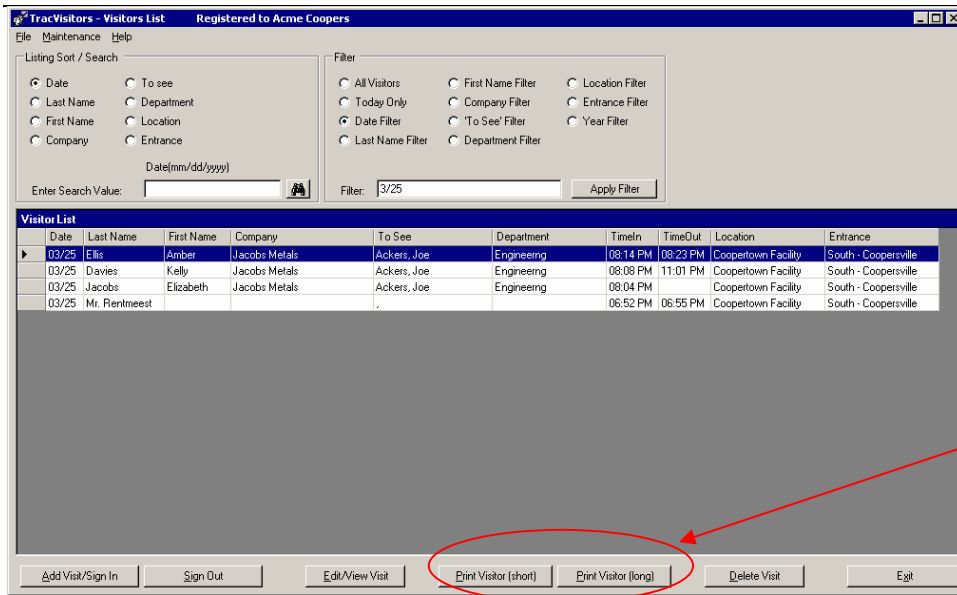 TracVisitors - Visitors List Registered to Acme Coopers
File Maintenance Help
Listing Sort / Search
Date To see
Last Name Department
First Name Location
Company Entrance
Date(mm/dd/yyyy)
Enter Search Value:
Filter
All Visitors First Name Filter Location Filter
Today Only Company Filter Entrance Filter
Date Filter 'To See' Filter Year Filter
Last Name Filter Department Filter
Filter: 3/25 Apply Filter
Visitor List
Date Last Name First Name Company To See Department TimeIn TimeOut Location Entrance
03/25 Ellis Amber Jacobs Metals Ackers, Joe Engineerng 08:14 PM 08:23 PM Coopertown Facility South - Coopersville
03/25 Davies Kelly Jacobs Metals Ackers, Joe Engineerng 08:08 PM 11:01 PM Coopertown Facility South - Coopersville
03/25 Jacobs Elizabeth Jacobs Metals Ackers, Joe Engineerng 08:04 PM Coopertown Facility South - Coopersville
03/25 Mr. Rentmeest , 06:52 PM 06:55 PM Coopertown Facility South - Coopersville
Add Visit/Sign In Sign Out Edit/View Visit Print Visitor (short) Print Visitor (long) Delete Visit Exit